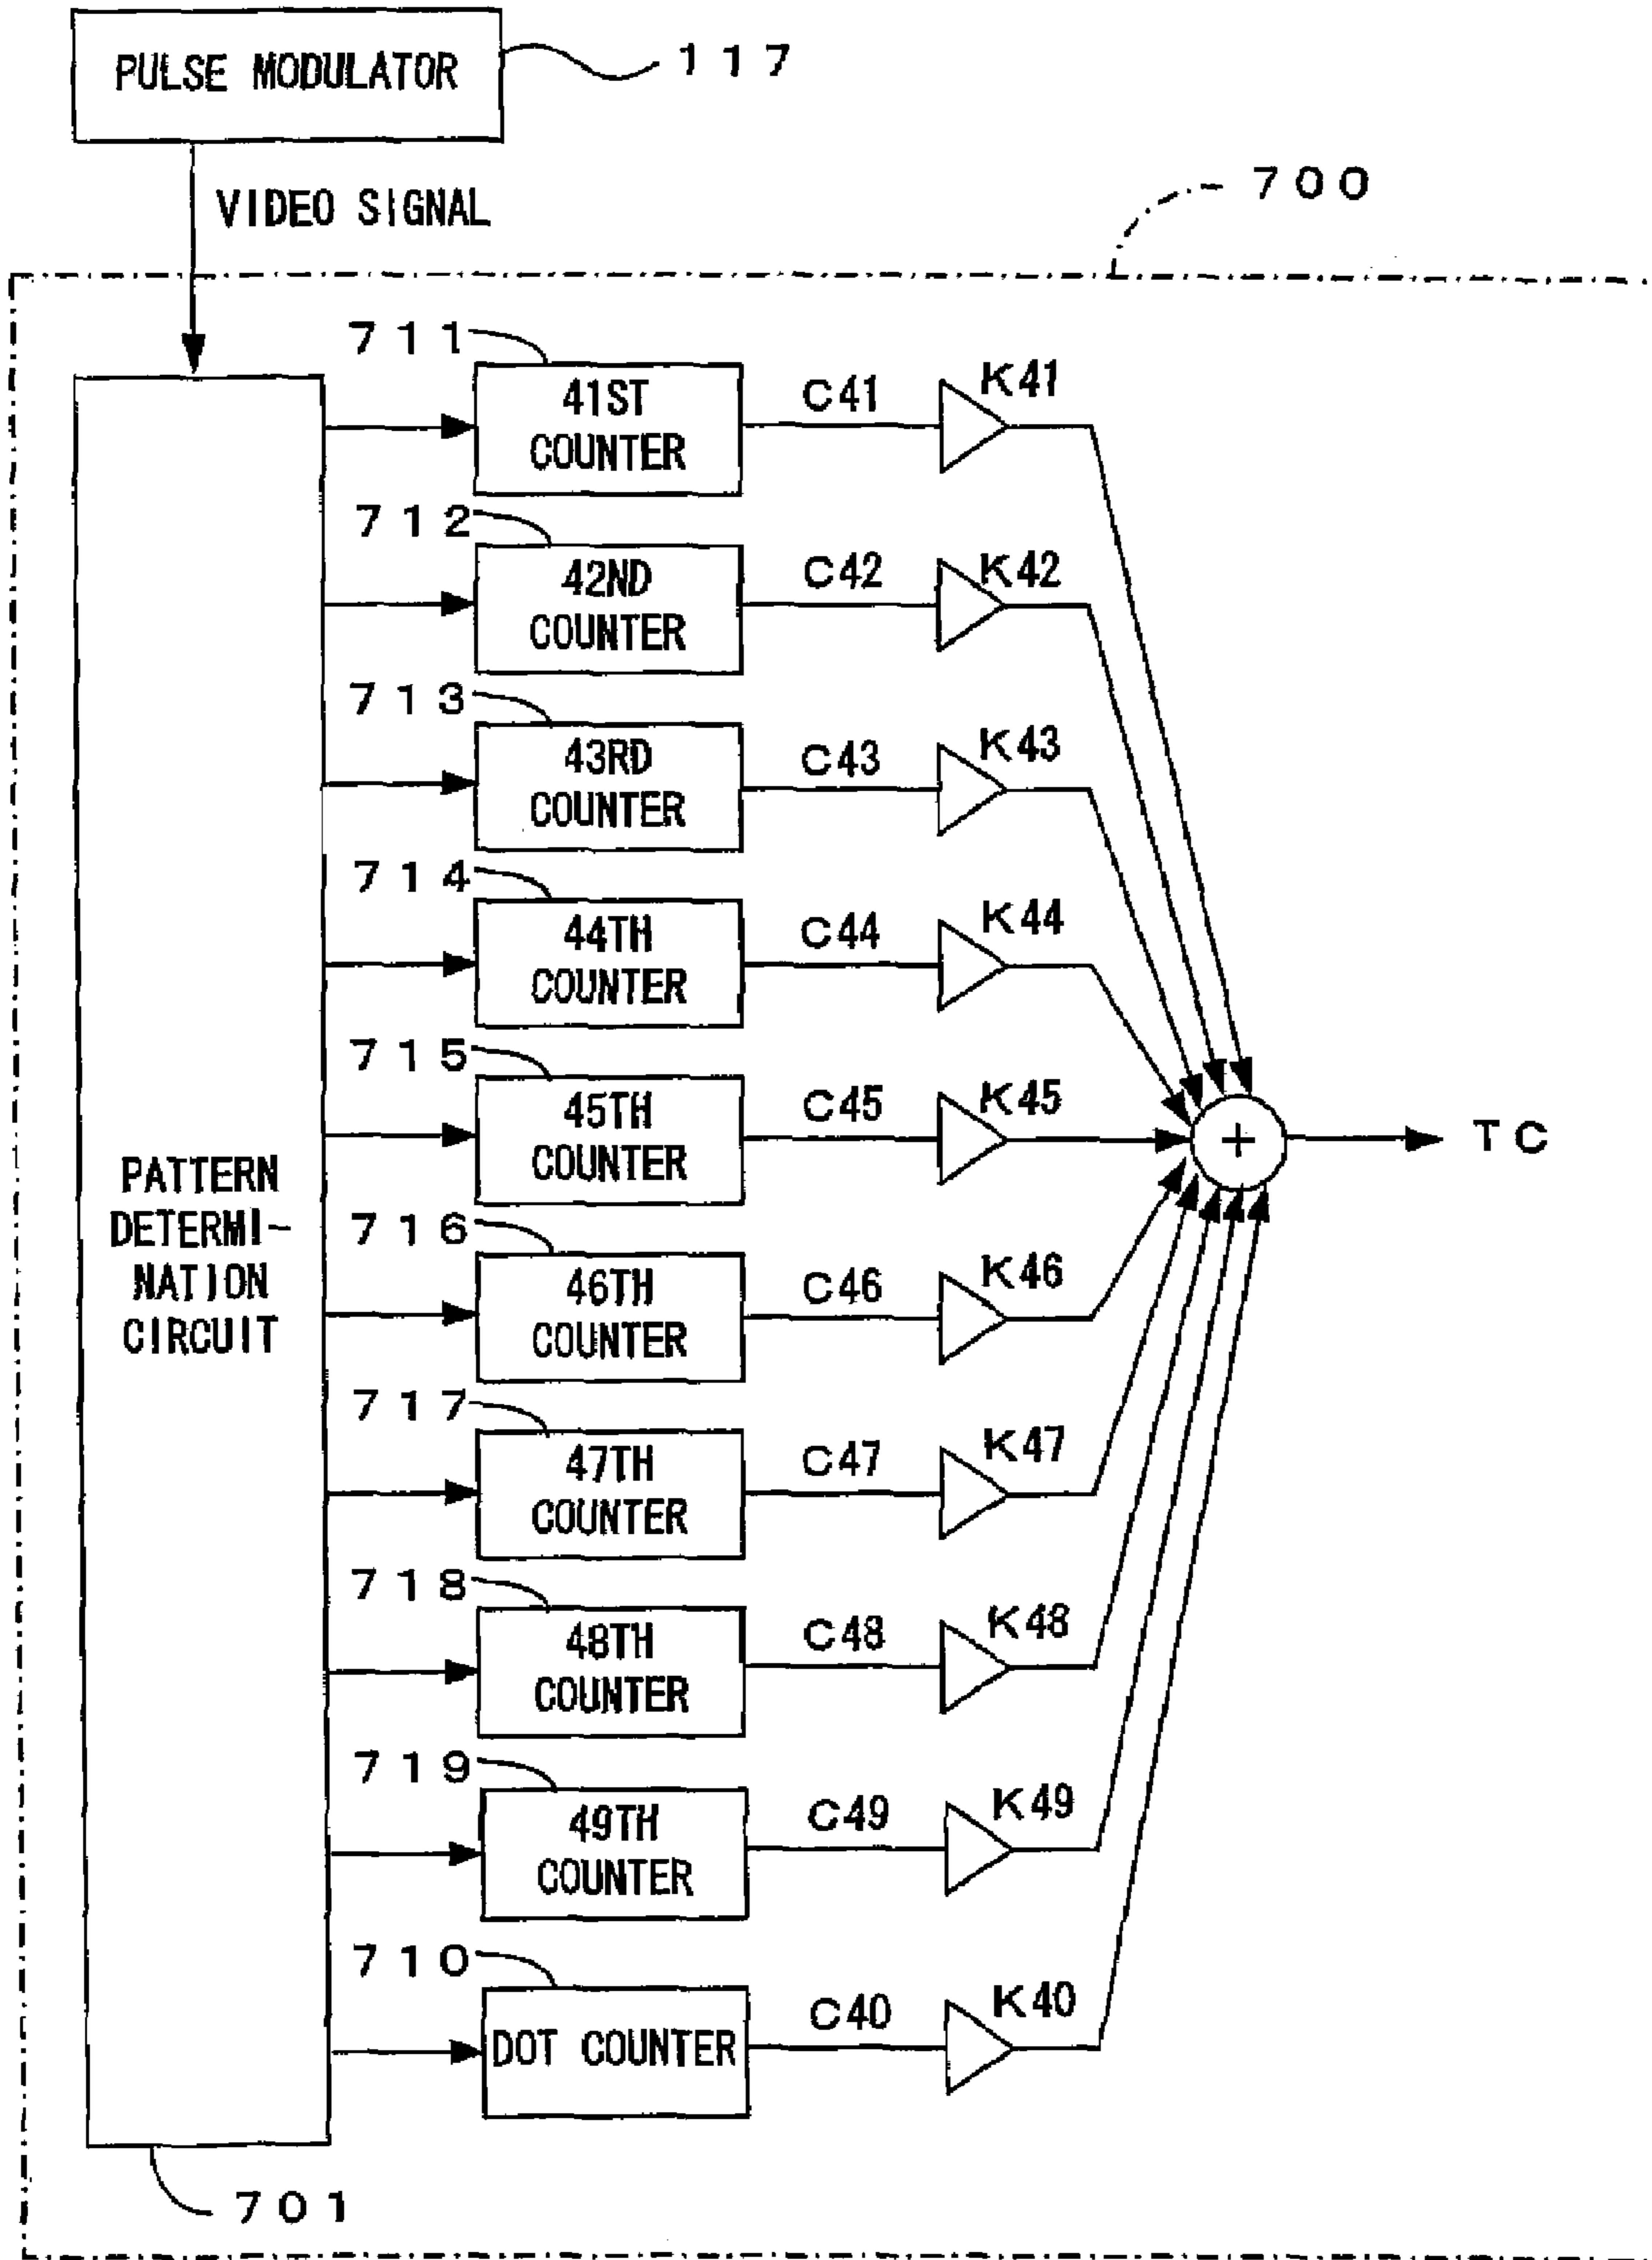 PULSE MODULATOR
117
VIDEO SIGNAL
700
711
41ST
COUNTER
C41
K41
712
42ND
COUNTER
C42
K42
713
43RD
COUNTER
C43
K43
714
44TH
COUNTER
C44
K44
715
45TH
COUNTER
C45
K45
+
TC
PATTERN
DETERMI-
NATION
CIRCUIT
716
46TH
COUNTER
C46
K46
717
47TH
COUNTER
C47
K47
718
48TH
COUNTER
C48
K48
719
49TH
COUNTER
C49
K49
710
DOT COUNTER
C40
K40
701